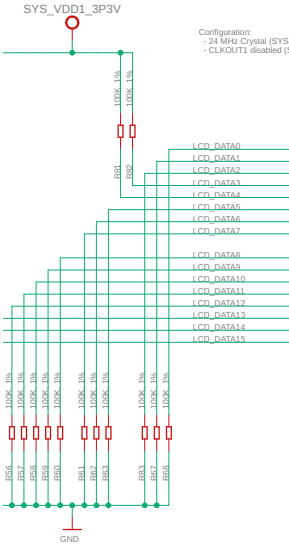 SYS_VDD1_3P3V
Configuration:
- 24 MHz Crystal (SYS
- CLKOUT1 disabled (S
100K, 1%
100K, 1%
R81
R82
LCD_DATA0
LCD_DATA1
LCD_DATA2
LCD_DATA3
LCD_DATA4
LCD_DATA5
LCD_DATA6
LCD_DATA7
LCD_DATA8
LCD_DATA9
LCD_DATA10
LCD_DATA11
LCD_DATA12
LCD_DATA13
LCD_DATA14
LCD_DATA15
100K, 1%
100K, 1%
100K, 1%
100K, 1%
100K, 1%
100K, 1%
100K, 1%
100K, 1%
100K, 1%
100K, 1%
100K, 1%
R56
R57
R58
R59
R60
R61
R62
R63
R83
R67
R68
GND